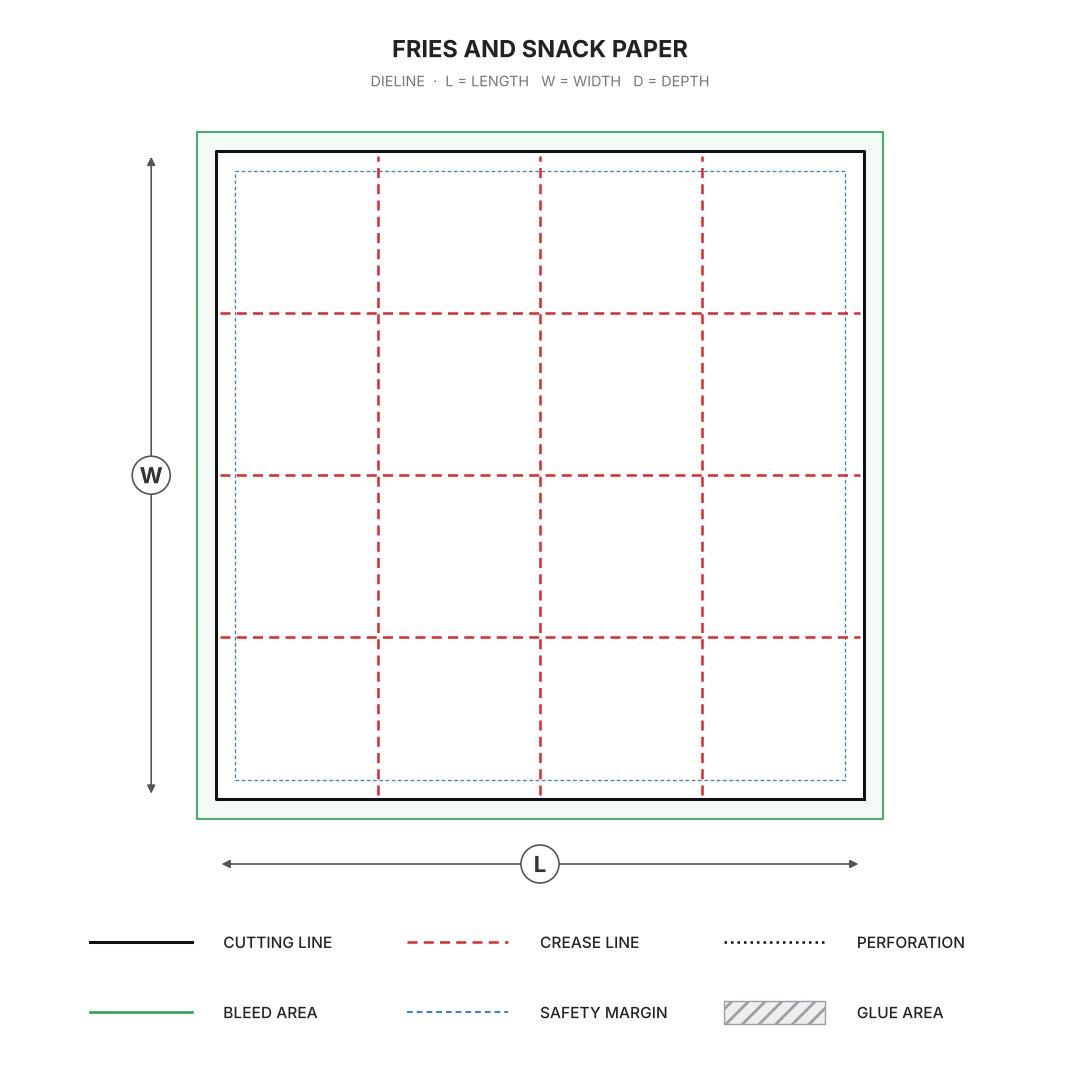 FRIES AND SNACK PAPER
DIELINE · L = LENGTH W = WIDTH D = DEPTH
W
L
CUTTING LINE
CREASE LINE
PERFORATION
BLEED AREA
SAFETY MARGIN
GLUE AREA